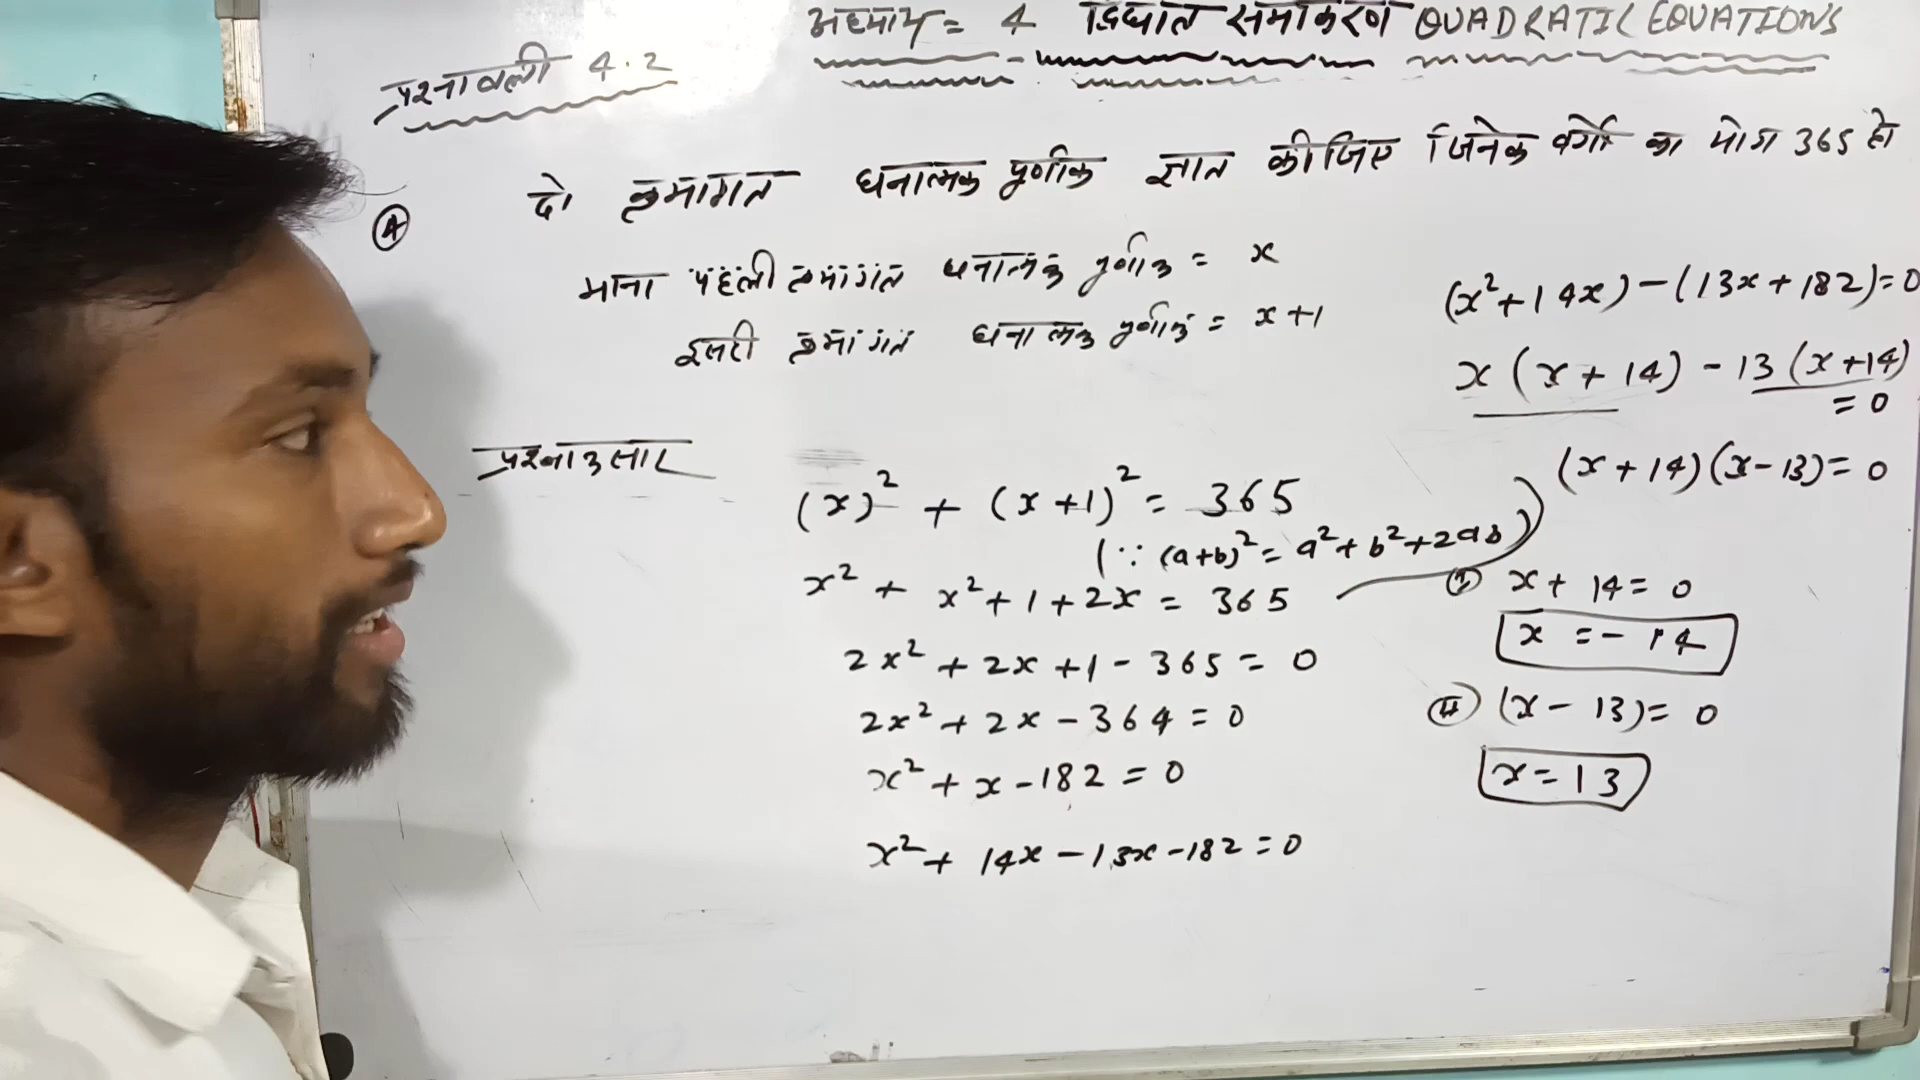 अध्याय = 4 द्विघात समीकरण QUADRATIC EQUATIONS
प्रश्नावली 4.2
④ दो क्रमागत धनात्मक पूर्णांक ज्ञात कीजिए जिनके वर्गों का योग 365 हो
माना पहली क्रमांगत धनात्मक पूर्णांक = x
दूसरी क्रमांगत धनात्मक पूर्णांक = x+1
प्रश्नानुसार
(x)² + (x+1)² = 365
(∵ (a+b)² = a²+b²+2ab)
x² + x²+1+2x = 365
2x² + 2x +1 - 365 = 0
2x² + 2x - 364 = 0
x² + x - 182 = 0
x² + 14x - 13x - 182 = 0
(x² + 14x) - (13x + 182) = 0
x (x + 14) - 13 (x+14)
= 0
(x + 14) (x - 13) = 0
(I) x + 14 = 0
x = - 14
(II) (x - 13) = 0
x = 13